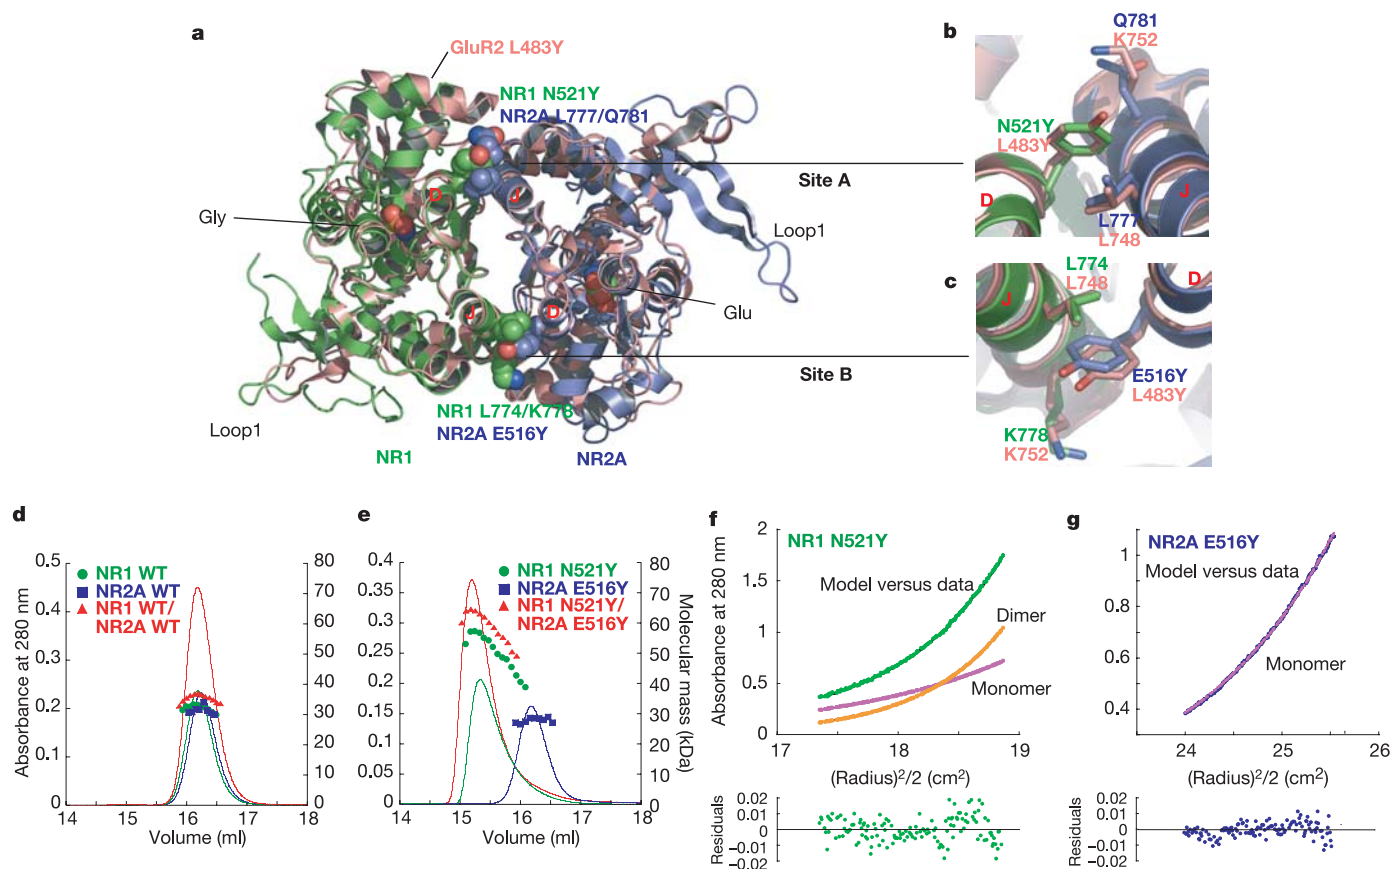 a
GluR2 L483Y
NR1 N521Y
NR2A L777/Q781
D
J
Site A
Gly
Loop1
J
D
Glu
Site B
NR1 L774/K778
NR2A E516Y
Loop1
NR1
NR2A
b
Q781
K752
N521Y
L483Y
D
J
L777
L748
c
L774
L748
D
J
E516Y
L483Y
K778
K752
d
NR1 WT
NR2A WT
NR1 WT/
NR2A WT
Absorbance at 280 nm
0.5
0.4
0.3
0.2
0.1
0
80
70
60
50
40
30
20
10
0
14 15 16 17 18
Volume (ml)
e
NR1 N521Y
NR2A E516Y
NR1 N521Y/
NR2A E516Y
0.4
0.35
0.3
0.25
0.2
0.15
0.1
0.05
0
80
70
60
50
40
30
20
10
0
Molecular mass (kDa)
14 15 16 17 18
Volume (ml)
f
NR1 N521Y
Model versus data
Dimer
Monomer
Absorbance at 280 nm
2
1.5
1
0.5
0
17 18 19
(Radius)²/2 (cm²)
Residuals
0.02
0.01
0
−0.01
−0.02
g
NR2A E516Y
Model versus data
Monomer
1
0.8
0.6
0.4
24 25 26
(Radius)²/2 (cm²)
Residuals
0.02
0.01
0
−0.01
−0.02